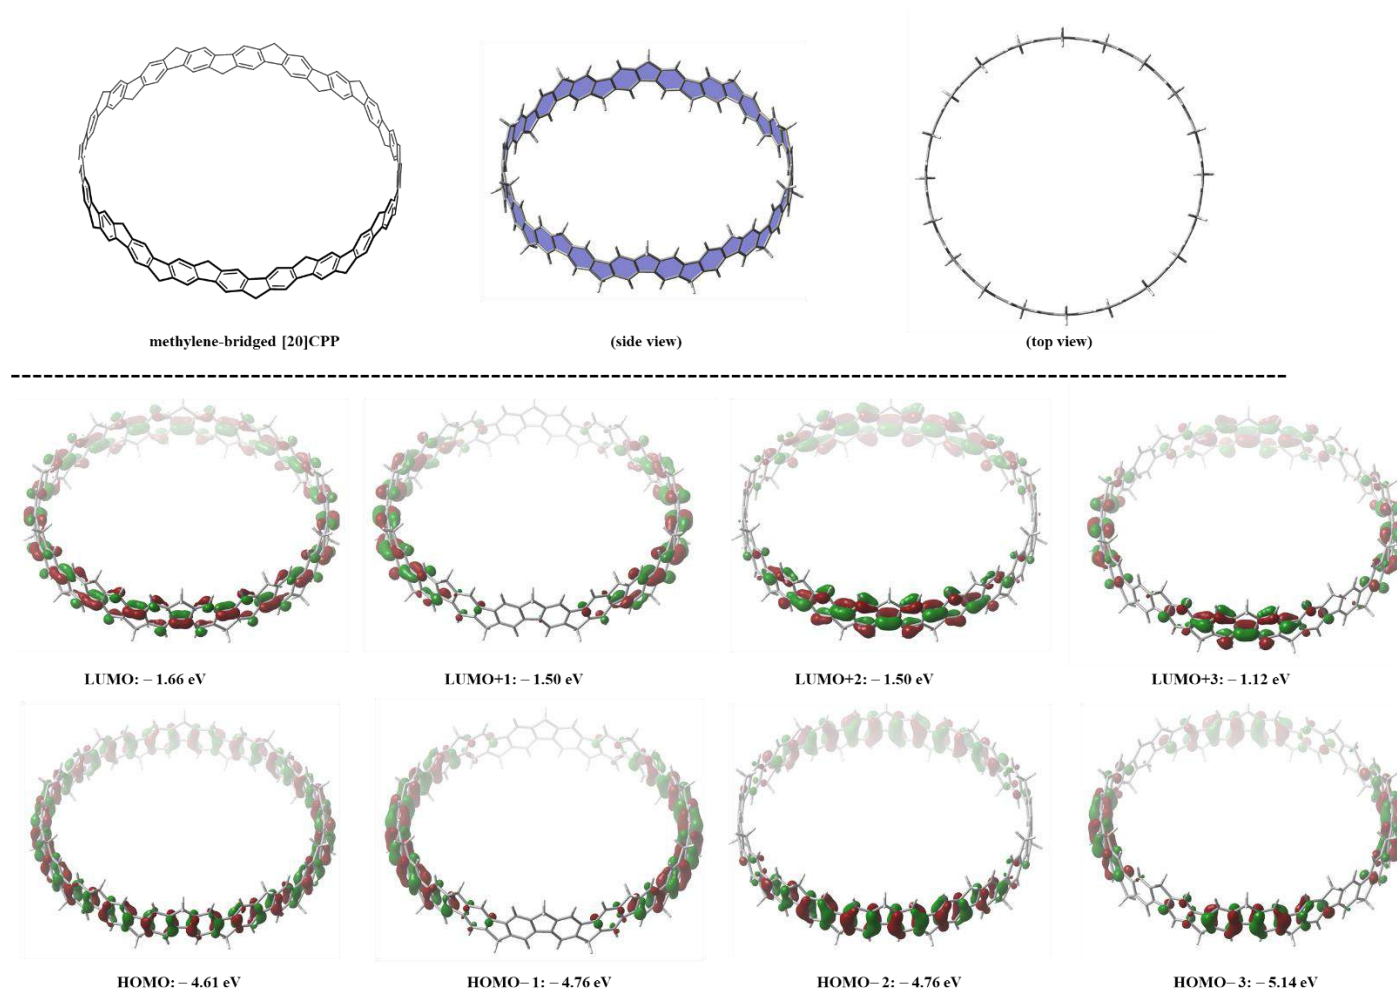 methylene-bridged [20]CPP
(side view)
(top view)
LUMO: – 1.66 eV
LUMO+1: – 1.50 eV
LUMO+2: – 1.50 eV
LUMO+3: – 1.12 eV
HOMO: – 4.61 eV
HOMO– 1: – 4.76 eV
HOMO– 2: – 4.76 eV
HOMO– 3: – 5.14 eV